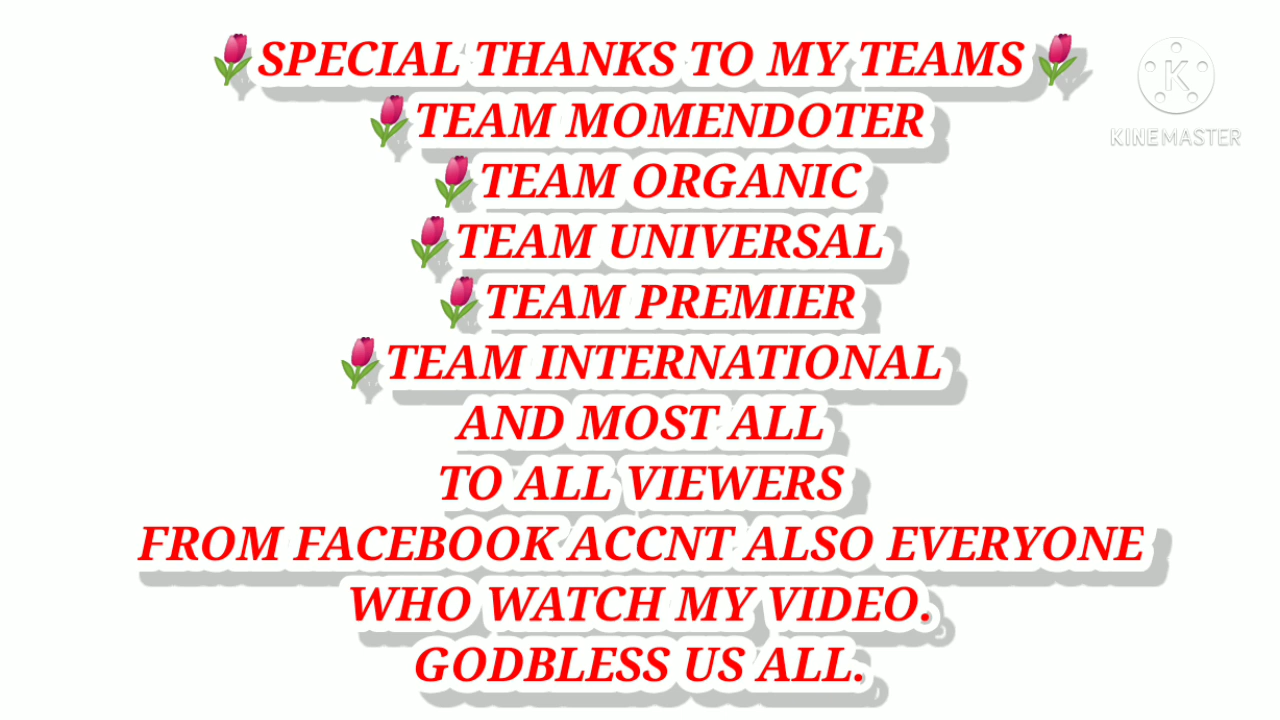 🌷SPECIAL THANKS TO MY TEAMS🌷
🌷TEAM MOMENDOTER
🌷TEAM ORGANIC
🌷TEAM UNIVERSAL
🌷TEAM PREMIER
🌷TEAM INTERNATIONAL
AND MOST ALL
TO ALL VIEWERS
FROM FACEBOOK ACCNT ALSO EVERYONE
WHO WATCH MY VIDEO.
GODBLESS US ALL.
K
KINEMASTER